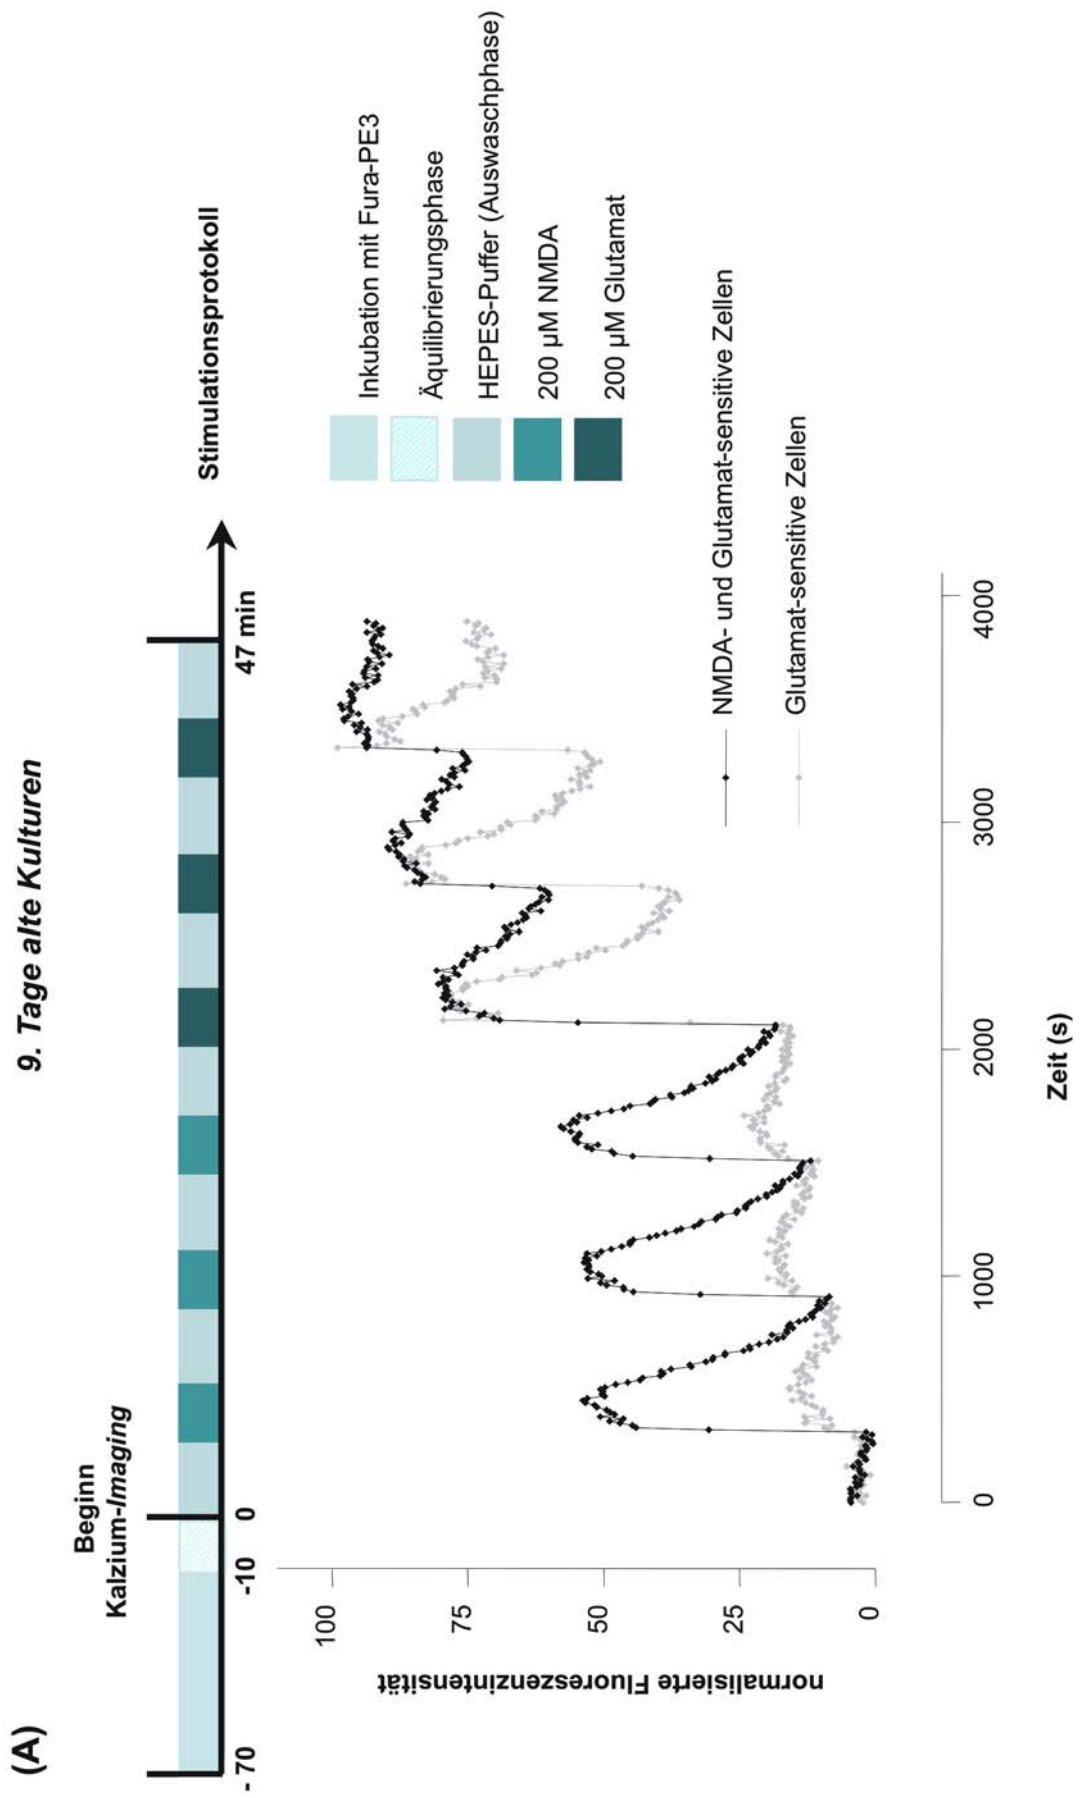 (A)
9. Tage alte Kulturen
Beginn
Kalzium-Imaging
Stimulationsprotokoll
- 70
-10
0
47 min
Inkubation mit Fura-PE3
Äquilibrierungsphase
HEPES-Puffer (Auswaschphase)
200 µM NMDA
200 µM Glutamat
normalisierte Fluoreszenzintensität
100
75
50
25
0
NMDA- und Glutamat-sensitive Zellen
Glutamat-sensitive Zellen
0
1000
2000
3000
4000
Zeit (s)